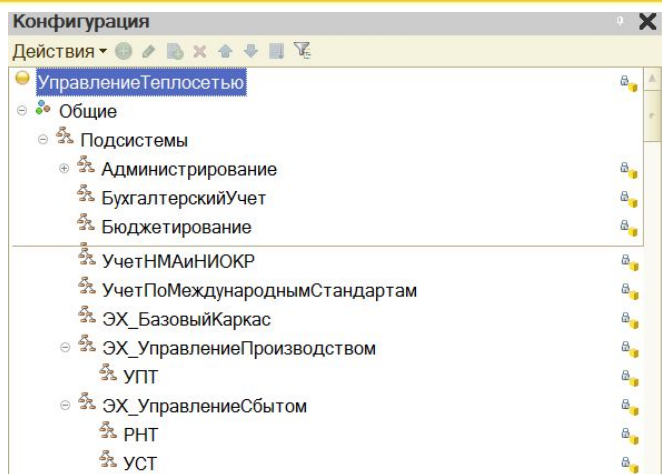 Конфигурация
Действия
УправлениеТеплосетью
Общие
Подсистемы
Администрирование
БухгалтерскийУчет
Бюджетирование
УчетНМАиНИОКР
УчетПоМеждународнымСтандартам
ЭХ_БазовыйКаркас
ЭХ_УправлениеПроизводством
УПТ
ЭХ_УправлениеСбытом
РНТ
УСТ